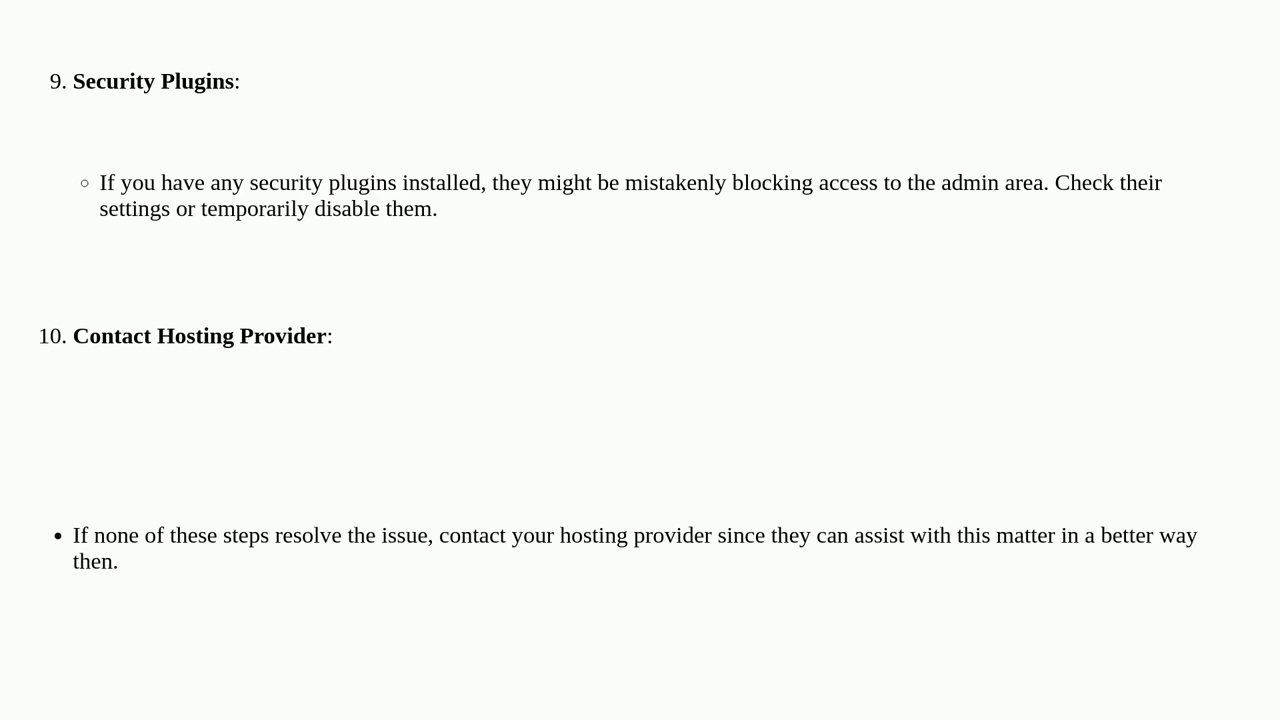 9. Security Plugins:
◦ If you have any security plugins installed, they might be mistakenly blocking access to the admin area. Check their
settings or temporarily disable them.
10. Contact Hosting Provider:
• If none of these steps resolve the issue, contact your hosting provider since they can assist with this matter in a better way
then.